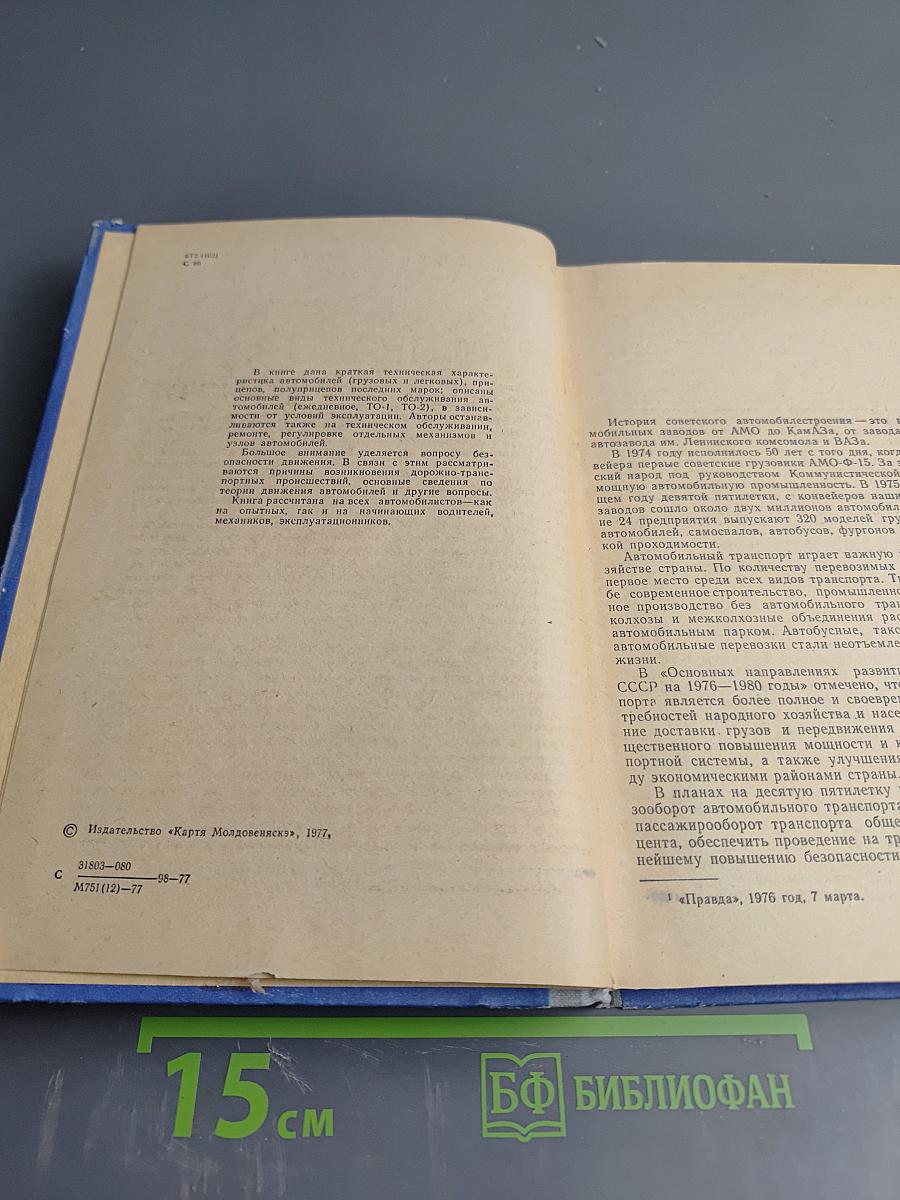 6Т2.1(02)
С 98
В книге дана краткая техническая характе-
ристика автомобилей (грузовых и легковых), при-
цепов, полуприцепов последних марок; описаны
основные виды технического обслуживания ав-
томобилей (ежедневное, ТО-1, ТО-2), в зависи-
мости от условий эксплуатации. Авторы останав-
ливаются также на техническом обслуживании,
ремонте, регулировке отдельных механизмов и
узлов автомобилей.
Большое внимание уделяется вопросу без-
опасности движения. В связи с этим рассматри-
ваются причины возникновения дорожно-транс-
портных происшествий, основные сведения по
теории движения автомобилей и другие вопросы.
Книга рассчитана на всех автомобилистов—как
на опытных, гак и на начинающих водителей,
механиков, эксплуатационников.
© Издательство «Картя Молдовеняскэ», 1977,
С 31803—080
М751(12)—77
98—77
История советского автомобилестроения—это
мобильных заводов от АМО до КамАЗа, от завода
автозавода им. Ленинского комсомола и ВАЗа.
В 1974 году исполнилось 50 лет с того дня, ког
вейера первые советские грузовики АМО-Ф-15. За
ский народ под руководством Коммунистической
мощную автомобильную промышленность. В 1975
щем году девятой пятилетки, с конвейеров наши
заводов сошло около двух миллионов автомобил
не 24 предприятия выпускают 320 моделей гру
автомобилей, самосвалов, автобусов, фургонов
кой проходимости.
Автомобильный транспорт играет важную
зяйстве страны. По количеству перевозимых
первое место среди всех видов транспорта. Т
бе современное строительство, промышленно
ное производство без автомобильного тран
колхозы и межколхозные объединения рас
автомобильным парком. Автобусные, такс
автомобильные перевозки стали неотъемле
жизни.
В «Основных направлениях развити
СССР на 1976—1980 годы» отмечено, что
порта является более полное и своеврем
требностей народного хозяйства и насе
ние доставки грузов и передвижения
щественного повышения мощности и к
портной системы, а также улучшения
ду экономическими районами страны.
В планах на десятую пятилетку
зооборот автомобильного транспорта
пассажирооборот транспорта обще
цента, обеспечить проведение на тр
нейшему повышению безопасности
1 «Правда», 1976 год, 7 марта.
15 см
БФ БИБЛИОФАН